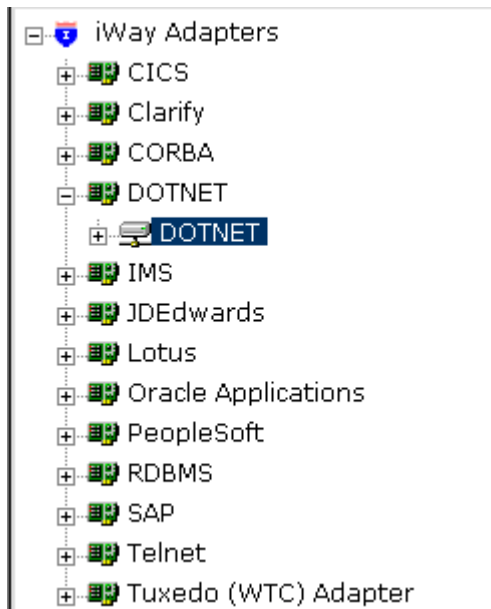 iWay Adapters
CICS
Clarify
CORBA
DOTNET
DOTNET
IMS
JDEdwards
Lotus
Oracle Applications
PeopleSoft
RDBMS
SAP
Telnet
Tuxedo (WTC) Adapter